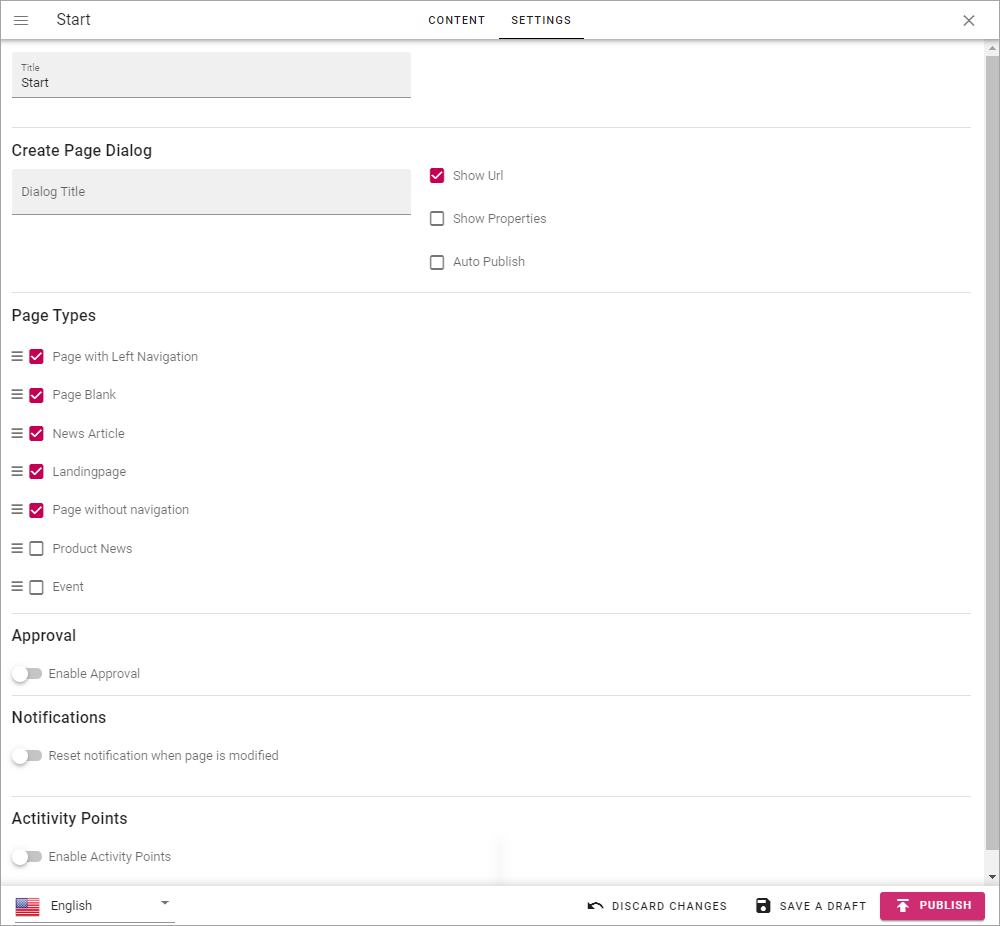 Start
CONTENT
SETTINGS
Title
Start
Create Page Dialog
Dialog Title
Show Url
Show Properties
Auto Publish
Page Types
Page with Left Navigation
Page Blank
News Article
Landingpage
Page without navigation
Product News
Event
Approval
Enable Approval
Notifications
Reset notification when page is modified
Actitivity Points
Enable Activity Points
English
DISCARD CHANGES
SAVE A DRAFT
PUBLISH